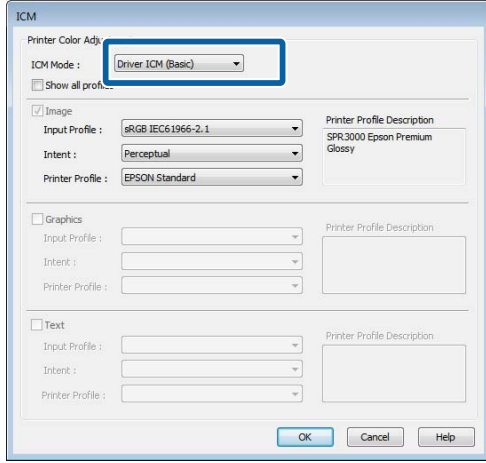 ICM
Printer Color Adju
ICM Mode : Driver ICM (Basic)
Show all profiles
Image
Printer Profile Description
Input Profile : sRGB IEC61966-2.1
SPR3000 Epson Premium
Glossy
Intent : Perceptual
Printer Profile : EPSON Standard
Graphics
Printer Profile Description
Input Profile :
Intent :
Printer Profile :
Text
Printer Profile Description
Input Profile :
Intent :
Printer Profile :
OK Cancel Help